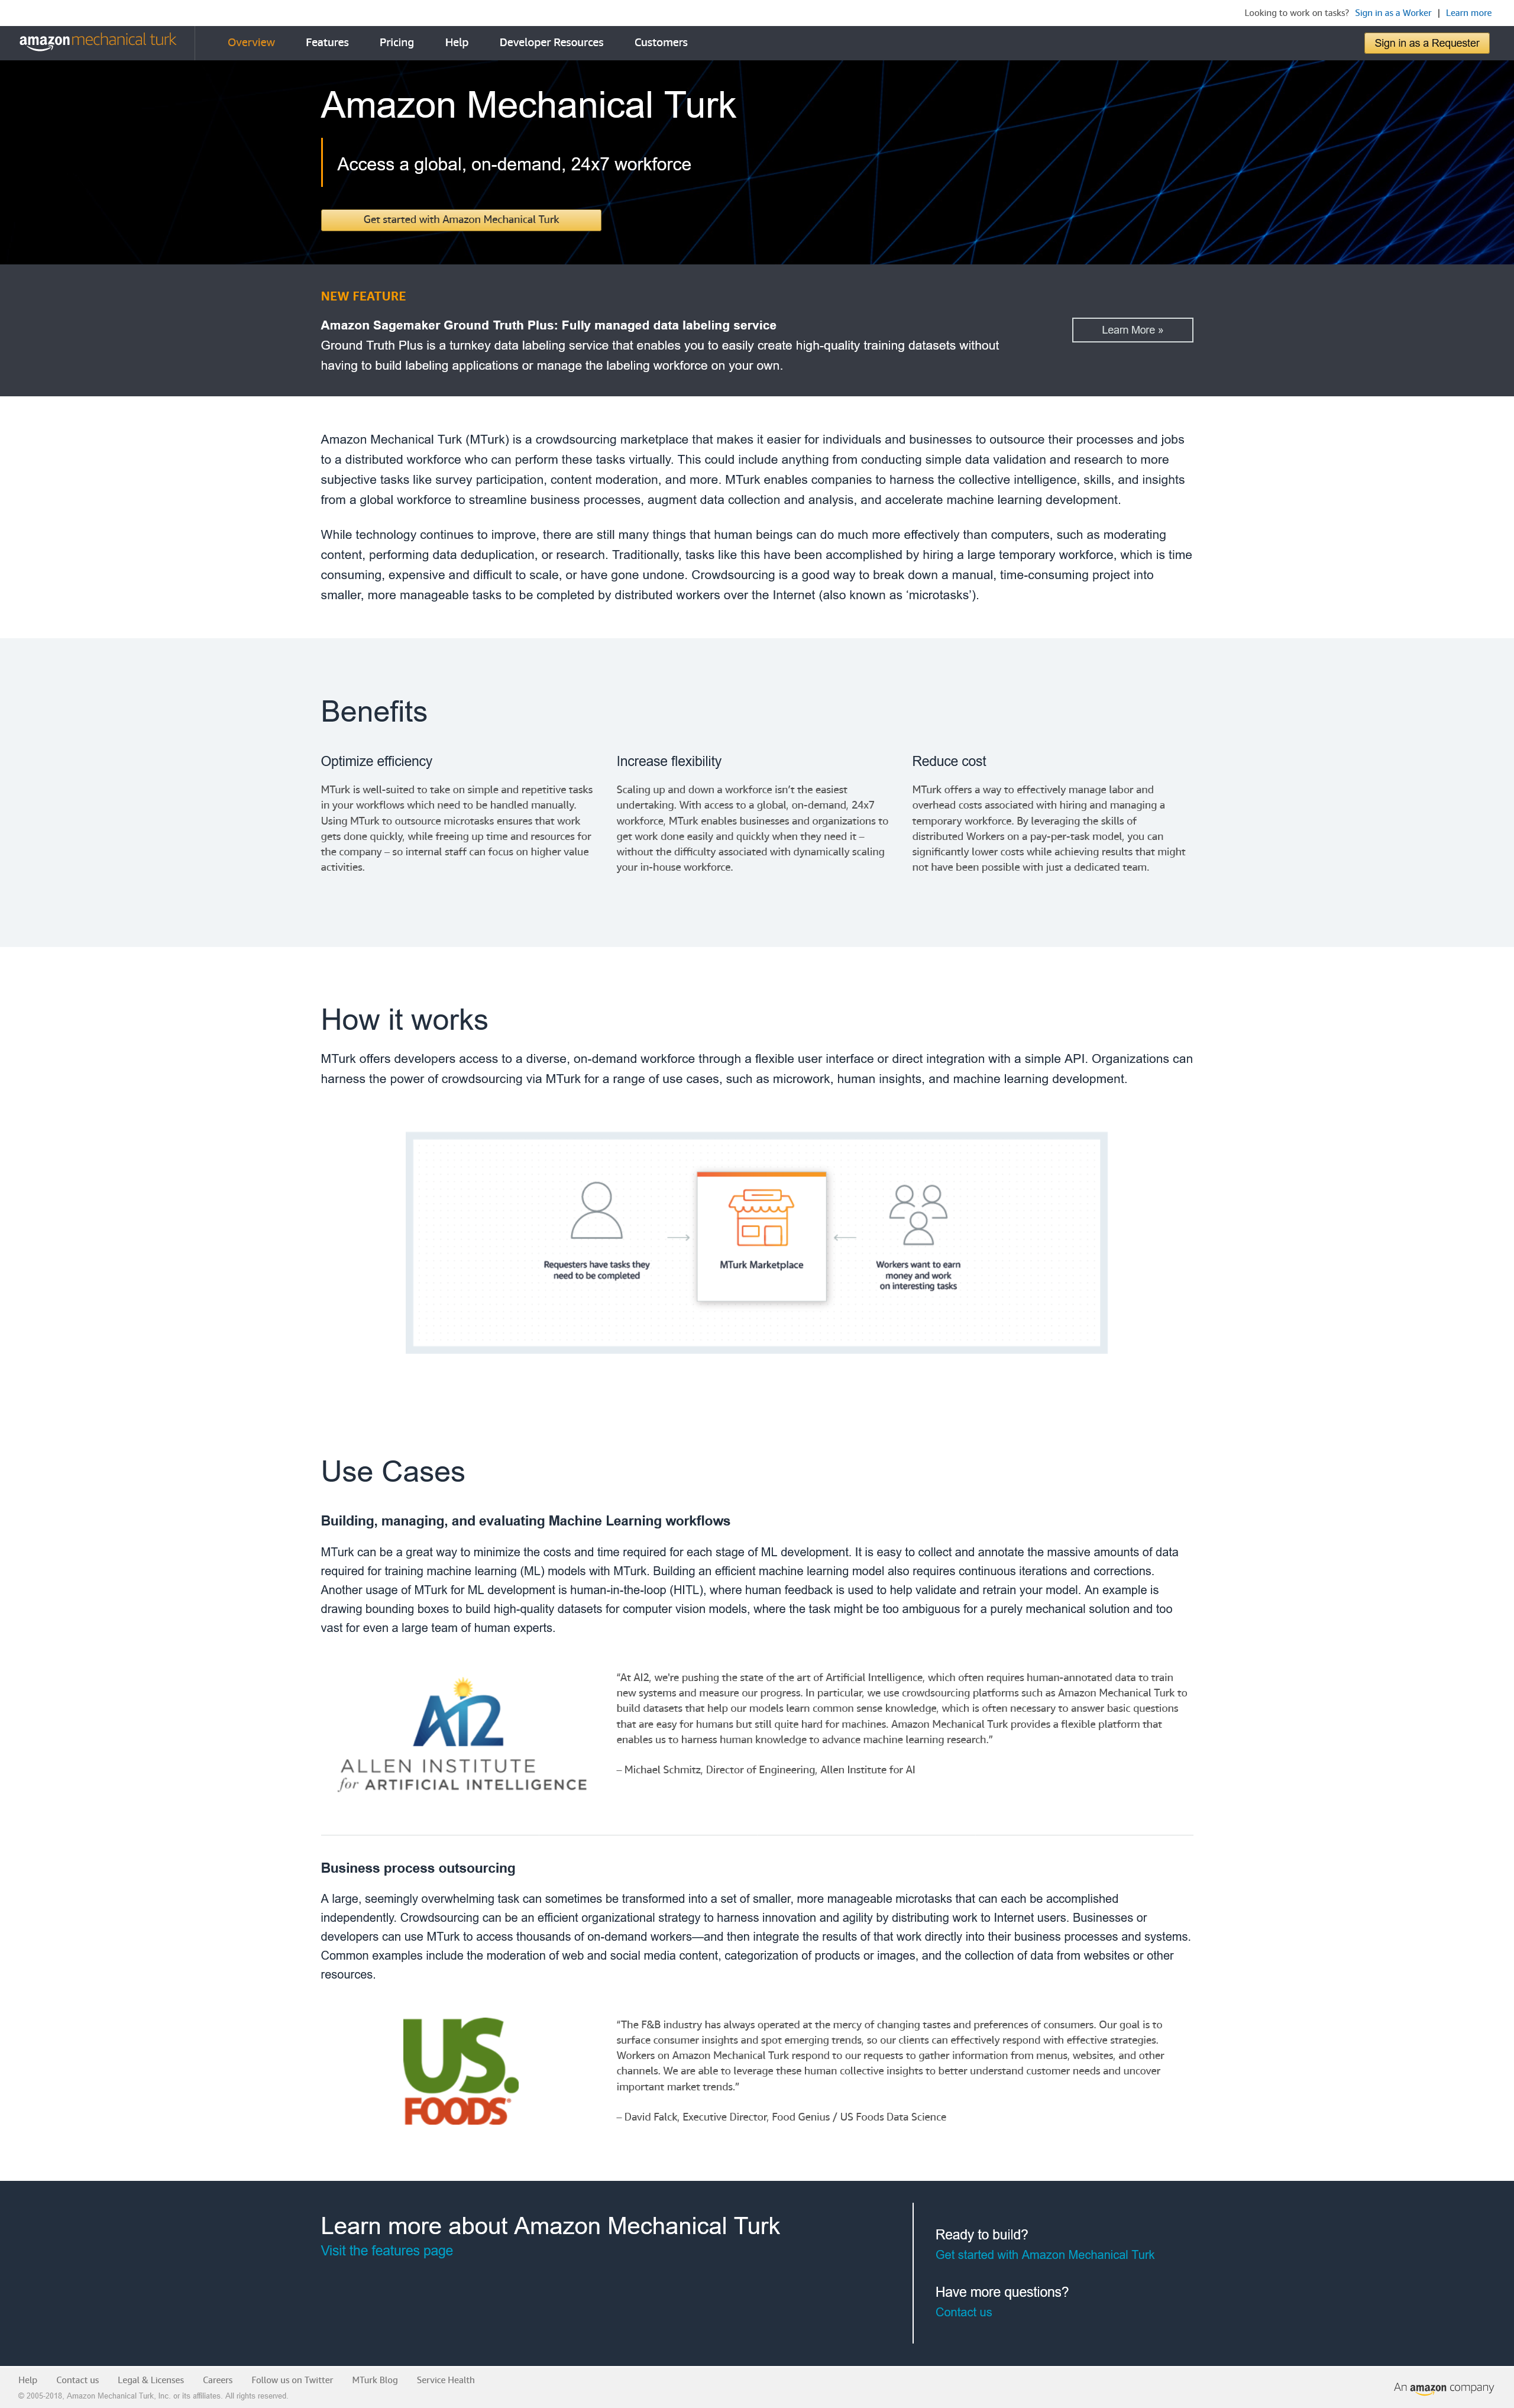 Looking to work on tasks? Sign in as a Worker | Learn more
amazon mechanical turk
Overview Features Pricing Help Developer Resources Customers
Sign in as a Requester
Amazon Mechanical Turk
Access a global, on-demand, 24x7 workforce
Get started with Amazon Mechanical Turk
NEW FEATURE
Amazon Sagemaker Ground Truth Plus: Fully managed data labeling service
Ground Truth Plus is a turnkey data labeling service that enables you to easily create high-quality training datasets without
having to build labeling applications or manage the labeling workforce on your own.
Learn More »
Amazon Mechanical Turk (MTurk) is a crowdsourcing marketplace that makes it easier for individuals and businesses to outsource their processes and jobs
to a distributed workforce who can perform these tasks virtually. This could include anything from conducting simple data validation and research to more
subjective tasks like survey participation, content moderation, and more. MTurk enables companies to harness the collective intelligence, skills, and insights
from a global workforce to streamline business processes, augment data collection and analysis, and accelerate machine learning development.
While technology continues to improve, there are still many things that human beings can do much more effectively than computers, such as moderating
content, performing data deduplication, or research. Traditionally, tasks like this have been accomplished by hiring a large temporary workforce, which is time
consuming, expensive and difficult to scale, or have gone undone. Crowdsourcing is a good way to break down a manual, time-consuming project into
smaller, more manageable tasks to be completed by distributed workers over the Internet (also known as ‘microtasks’).
Benefits
Optimize efficiency
MTurk is well-suited to take on simple and repetitive tasks
in your workflows which need to be handled manually.
Using MTurk to outsource microtasks ensures that work
gets done quickly, while freeing up time and resources for
the company – so internal staff can focus on higher value
activities.
Increase flexibility
Scaling up and down a workforce isn’t the easiest
undertaking. With access to a global, on-demand, 24x7
workforce, MTurk enables businesses and organizations to
get work done easily and quickly when they need it –
without the difficulty associated with dynamically scaling
your in-house workforce.
Reduce cost
MTurk offers a way to effectively manage labor and
overhead costs associated with hiring and managing a
temporary workforce. By leveraging the skills of
distributed Workers on a pay-per-task model, you can
significantly lower costs while achieving results that might
not have been possible with just a dedicated team.
How it works
MTurk offers developers access to a diverse, on-demand workforce through a flexible user interface or direct integration with a simple API. Organizations can
harness the power of crowdsourcing via MTurk for a range of use cases, such as microwork, human insights, and machine learning development.
Requesters have tasks they
need to be completed
MTurk Marketplace
Workers want to earn
money and work
on interesting tasks
Use Cases
Building, managing, and evaluating Machine Learning workflows
MTurk can be a great way to minimize the costs and time required for each stage of ML development. It is easy to collect and annotate the massive amounts of data
required for training machine learning (ML) models with MTurk. Building an efficient machine learning model also requires continuous iterations and corrections.
Another usage of MTurk for ML development is human-in-the-loop (HITL), where human feedback is used to help validate and retrain your model. An example is
drawing bounding boxes to build high-quality datasets for computer vision models, where the task might be too ambiguous for a purely mechanical solution and too
vast for even a large team of human experts.
AI2
ALLEN INSTITUTE
for ARTIFICIAL INTELLIGENCE
“At AI2, we’re pushing the state of the art of Artificial Intelligence, which often requires human-annotated data to train
new systems and measure our progress. In particular, we use crowdsourcing platforms such as Amazon Mechanical Turk to
build datasets that help our models learn common sense knowledge, which is often necessary to answer basic questions
that are easy for humans but still quite hard for machines. Amazon Mechanical Turk provides a flexible platform that
enables us to harness human knowledge to advance machine learning research.”
– Michael Schmitz, Director of Engineering, Allen Institute for AI
Business process outsourcing
A large, seemingly overwhelming task can sometimes be transformed into a set of smaller, more manageable microtasks that can each be accomplished
independently. Crowdsourcing can be an efficient organizational strategy to harness innovation and agility by distributing work to Internet users. Businesses or
developers can use MTurk to access thousands of on-demand workers—and then integrate the results of that work directly into their business processes and systems.
Common examples include the moderation of web and social media content, categorization of products or images, and the collection of data from websites or other
resources.
US.
FOODS®
“The F&B industry has always operated at the mercy of changing tastes and preferences of consumers. Our goal is to
surface consumer insights and spot emerging trends, so our clients can effectively respond with effective strategies.
Workers on Amazon Mechanical Turk respond to our requests to gather information from menus, websites, and other
channels. We are able to leverage these human collective insights to better understand customer needs and uncover
important market trends.”
– David Falck, Executive Director, Food Genius / US Foods Data Science
Learn more about Amazon Mechanical Turk
Visit the features page
Ready to build?
Get started with Amazon Mechanical Turk
Have more questions?
Contact us
Help Contact us Legal & Licenses Careers Follow us on Twitter MTurk Blog Service Health
© 2005-2018, Amazon Mechanical Turk, Inc. or its affiliates. All rights reserved.
An amazon company